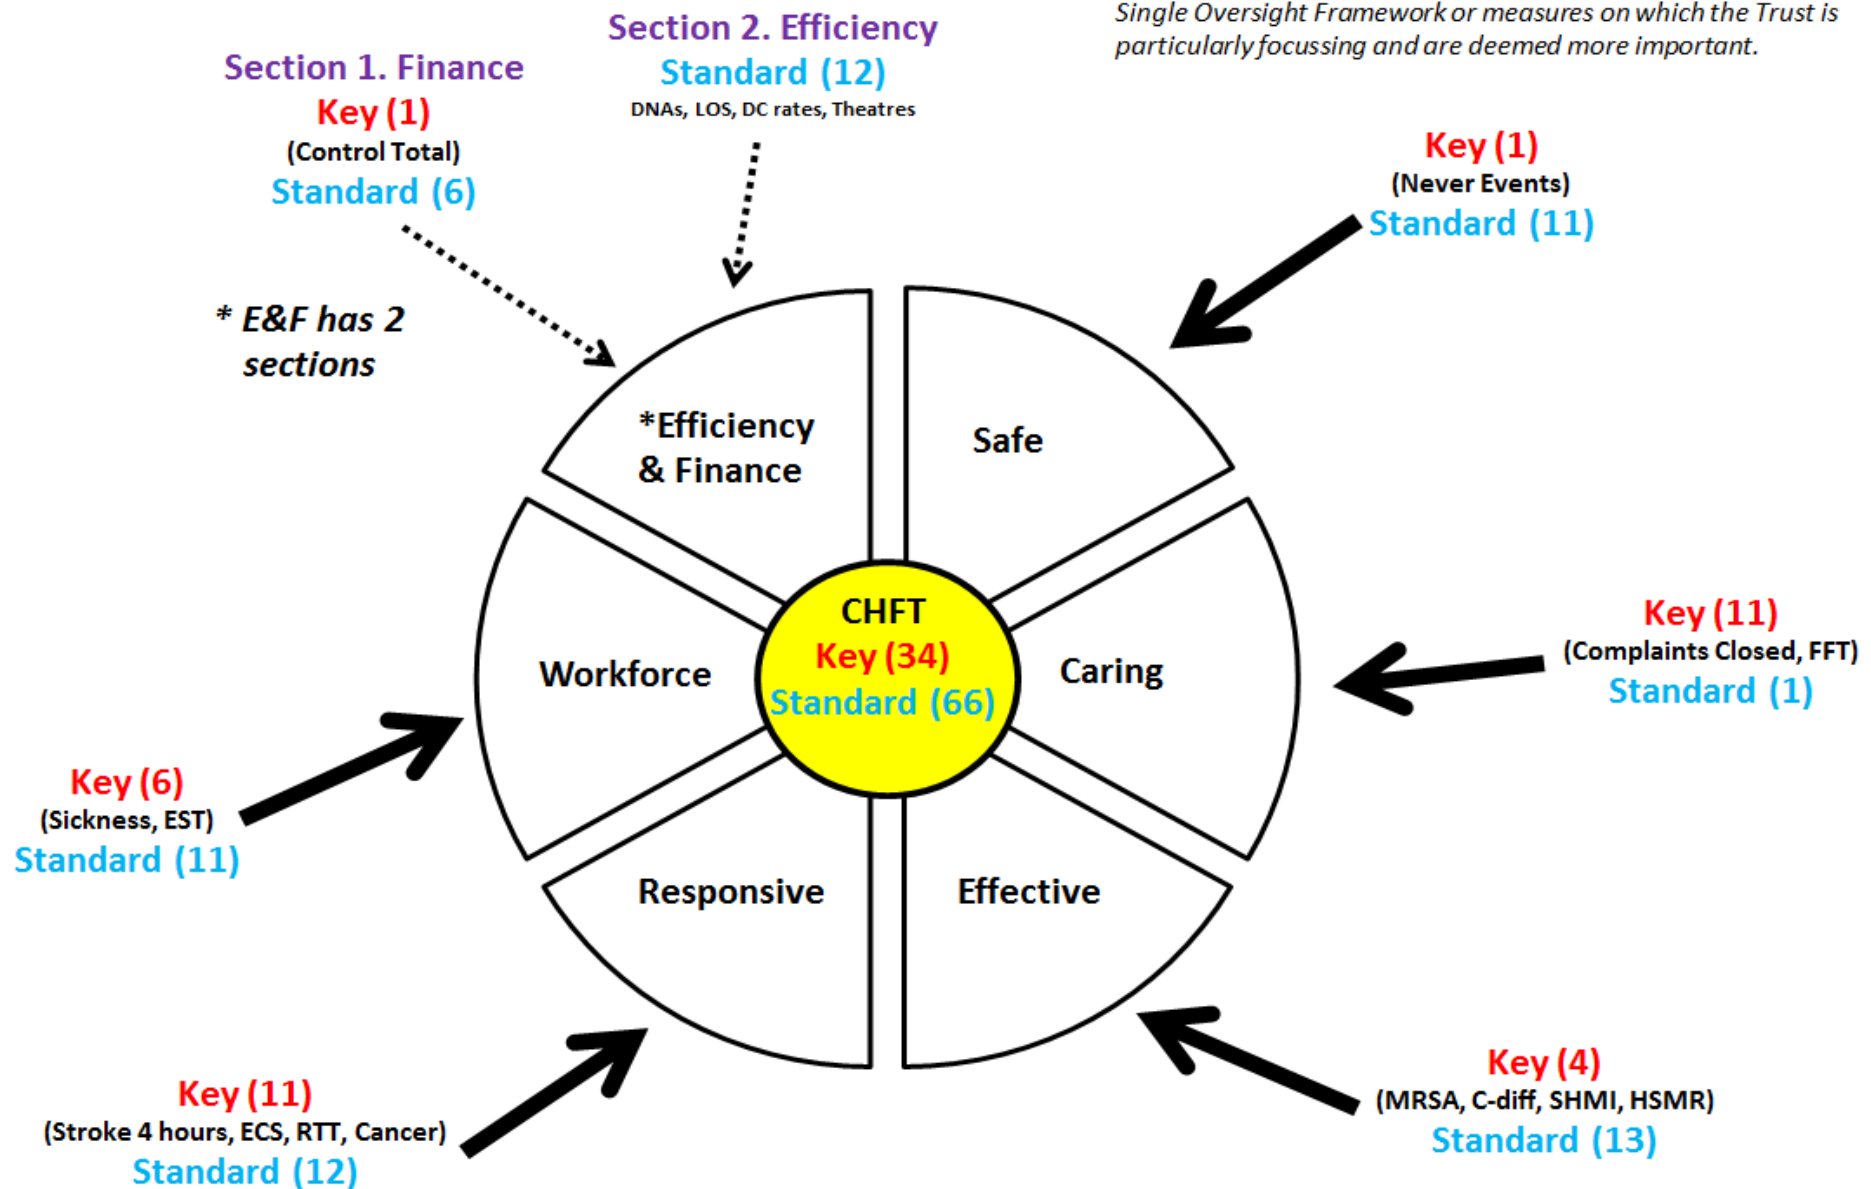 Single Oversight Framework or measures on which the Trust is
particularly focussing and are deemed more important.
Section 1. Finance
Key (1)
(Control Total)
Standard (6)
Section 2. Efficiency
Standard (12)
DNAs, LOS, DC rates, Theatres
Key (1)
(Never Events)
Standard (11)
* E&F has 2
sections
*Efficiency
& Finance
Safe
Workforce
CHFT
Key (34)
Standard (66)
Caring
Key (11)
(Complaints Closed, FFT)
Standard (1)
Key (6)
(Sickness, EST)
Standard (11)
Responsive
Effective
Key (11)
(Stroke 4 hours, ECS, RTT, Cancer)
Standard (12)
Key (4)
(MRSA, C-diff, SHMI, HSMR)
Standard (13)